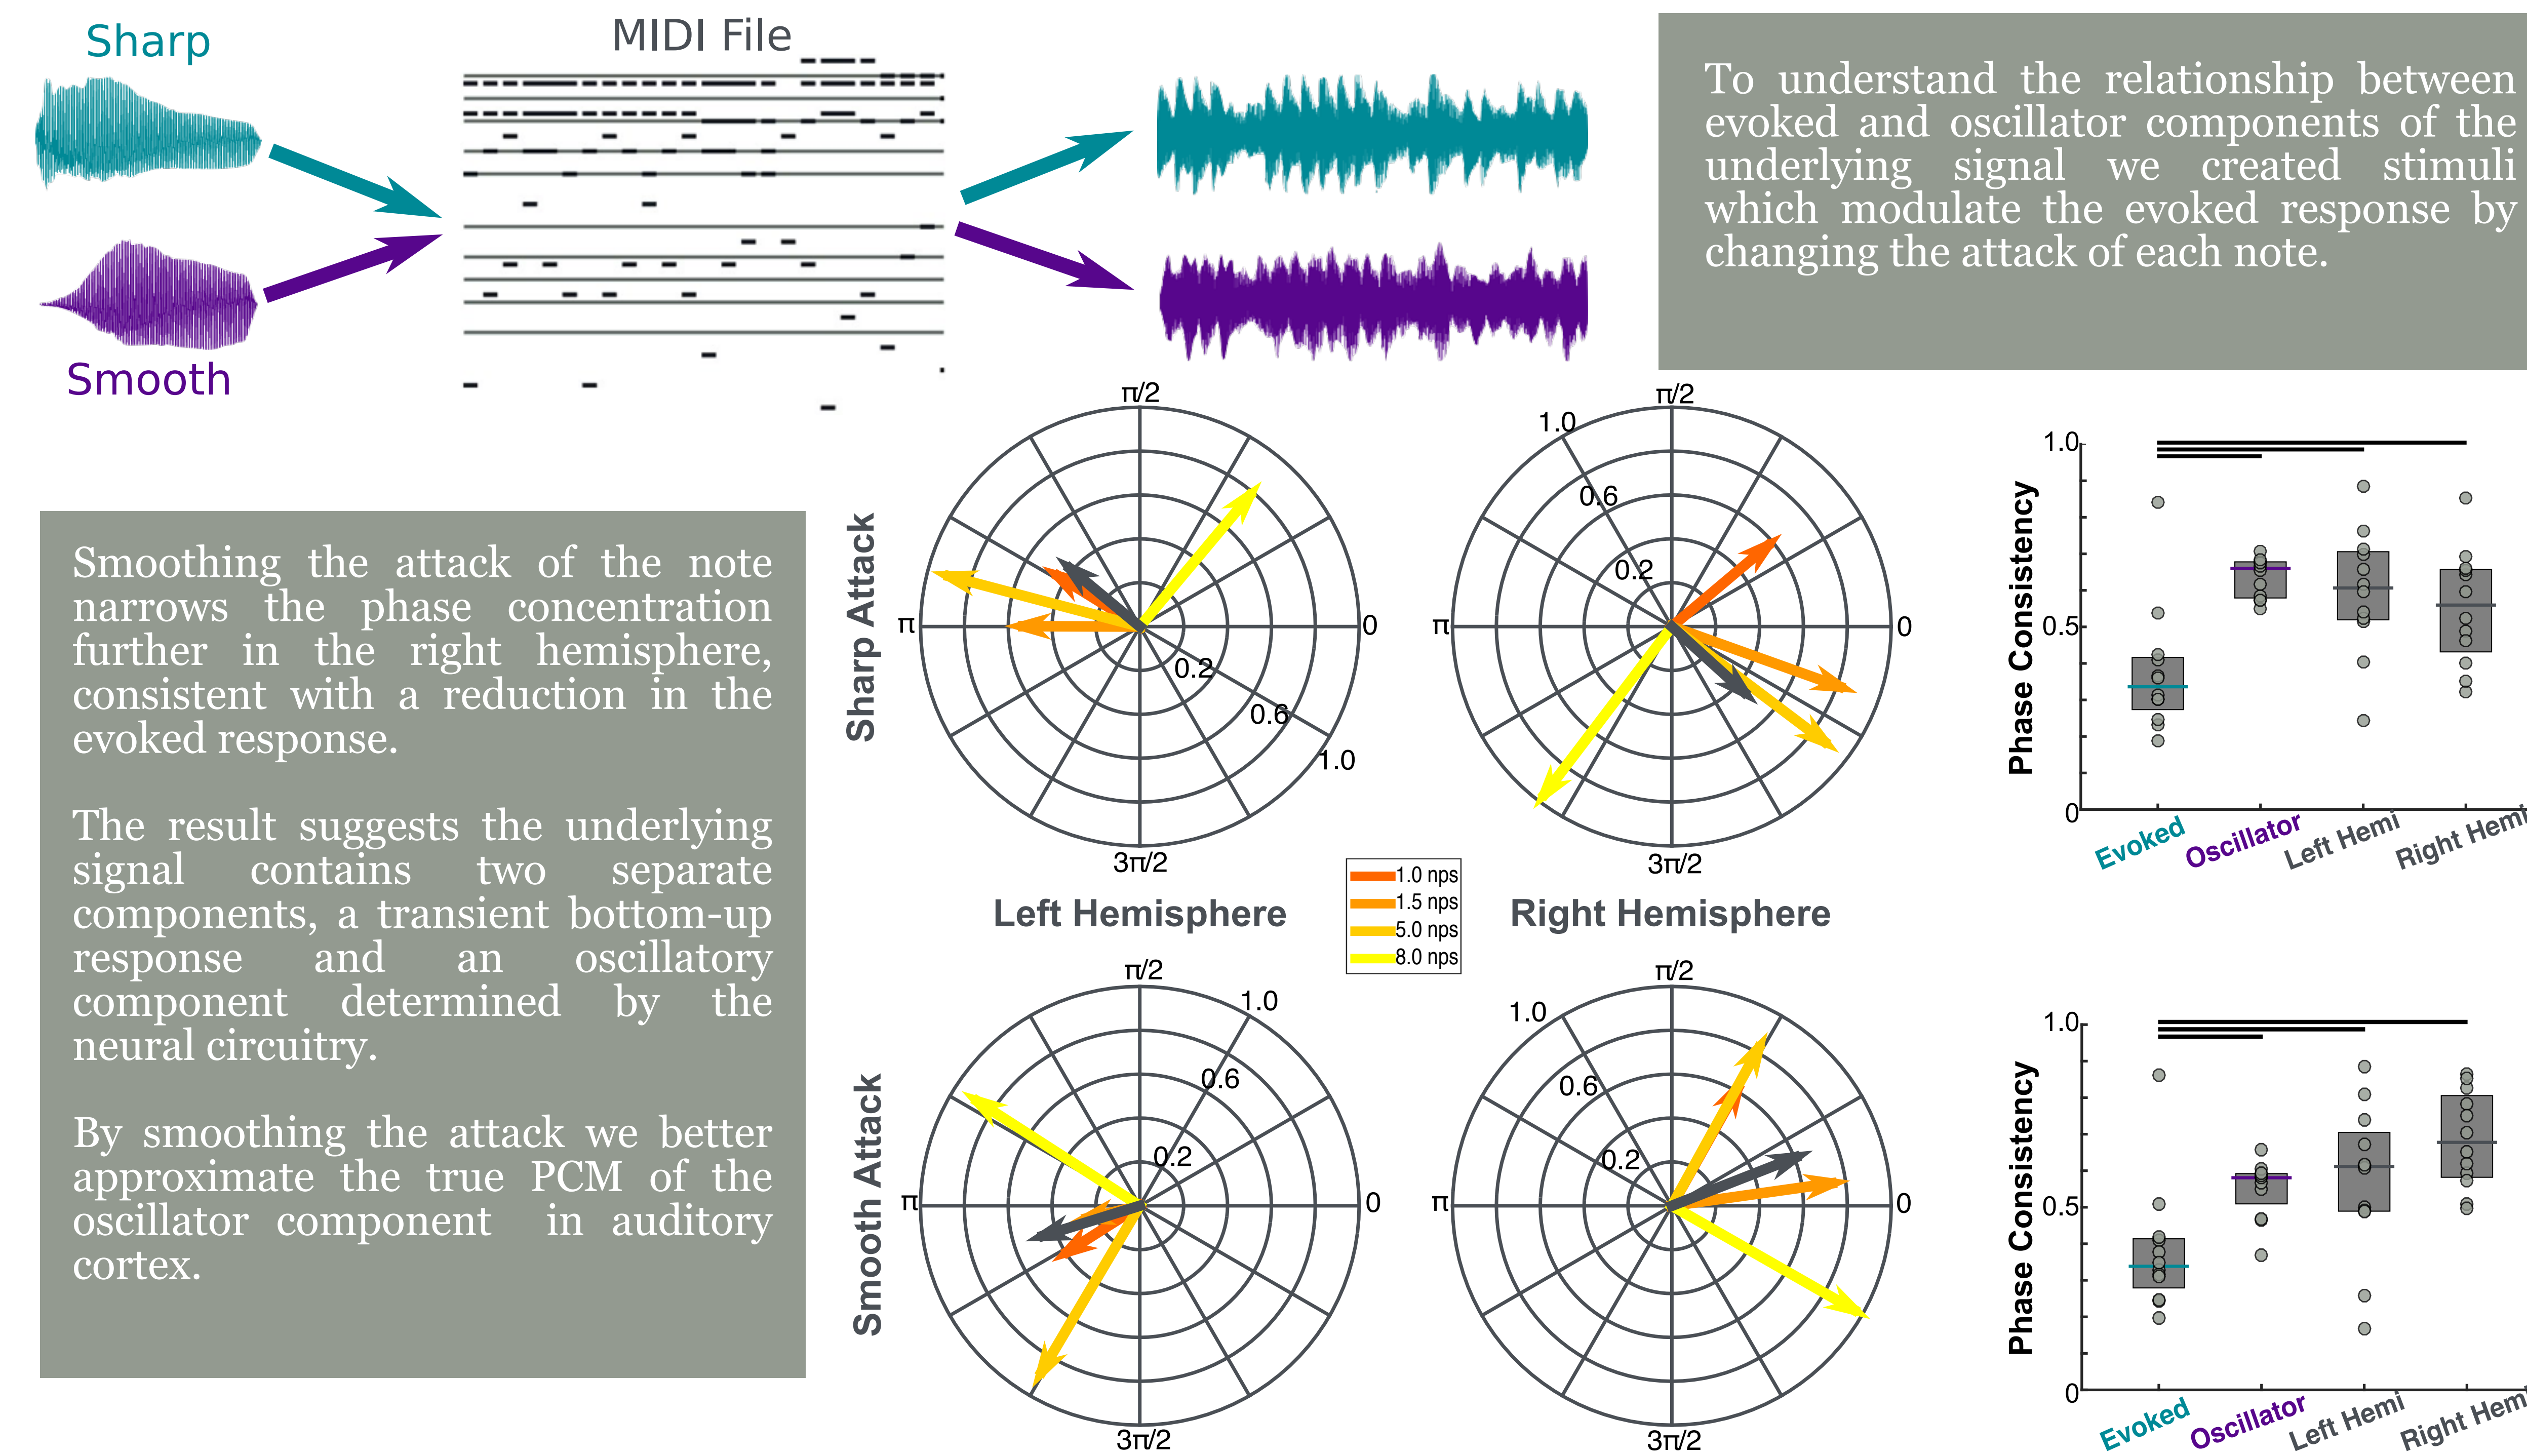 Sharp
MIDI File
Smooth
To understand the relationship between
evoked and oscillator components of the
underlying signal we created stimuli
which modulate the evoked response by
changing the attack of each note.
Smoothing the attack of the note
narrows the phase concentration
further in the right hemisphere,
consistent with a reduction in the
evoked response.
The result suggests the underlying
signal contains two separate
components, a transient bottom-up
response and an oscillatory
component determined by the
neural circuitry.
By smoothing the attack we better
approximate the true PCM of the
oscillator component in auditory
cortex.
Sharp Attack
π/2
π
0
3π/2
0.2
0.6
1.0
π/2
1.0
0.6
0.2
π
0
3π/2
Phase Consistency
1.0
0.5
0
Evoked
Oscillator
Left Hemi
Right Hemi
Left Hemisphere
1.0 nps
1.5 nps
5.0 nps
8.0 nps
Right Hemisphere
Smooth Attack
π/2
1.0
0.6
0.2
π
0
3π/2
π/2
1.0
0.6
0.2
π
0
3π/2
Phase Consistency
1.0
0.5
0
Evoked
Oscillator
Left Hemi
Right Hem